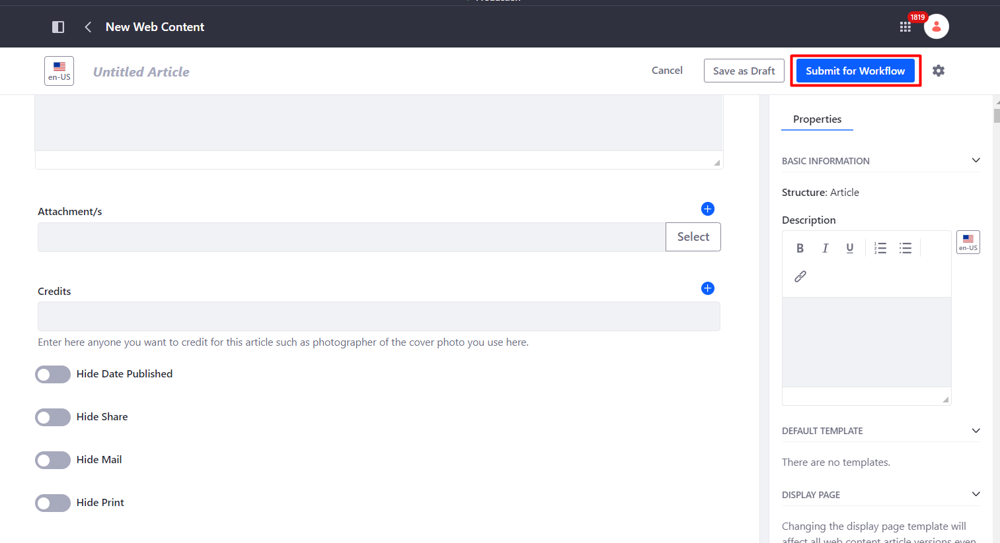 New Web Content
1819
en-US
Untitled Article
Cancel
Save as Draft
Submit for Workflow
Attachment/s
Select
Credits
Enter here anyone you want to credit for this article such as photographer of the cover photo you use here.
Hide Date Published
Hide Share
Hide Mail
Hide Print
Properties
BASIC INFORMATION
Structure: Article
Description
B I U
en-US
DEFAULT TEMPLATE
There are no templates.
DISPLAY PAGE
Changing the display page template will
affect all web content article versions even